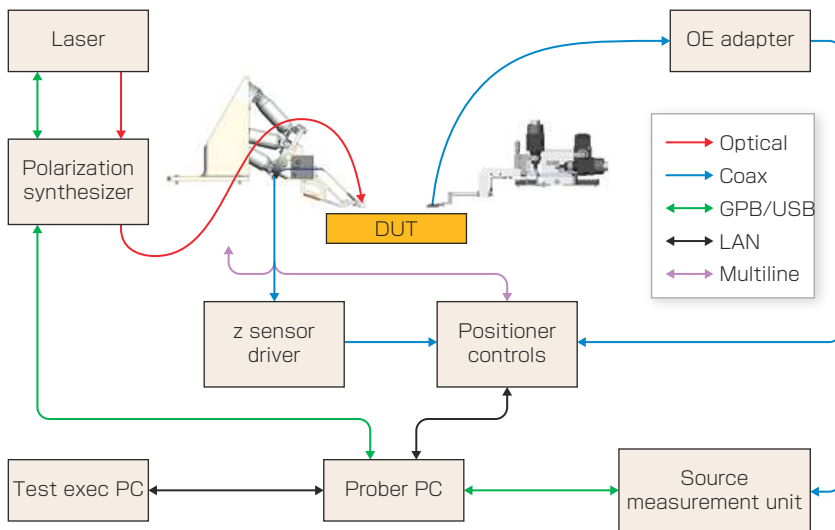 Laser
OE adapter
Polarization
synthesizer
Optical
Coax
GPB/USB
LAN
Multiline
DUT
z sensor
driver
Positioner
controls
Test exec PC
Prober PC
Source
measurement unit